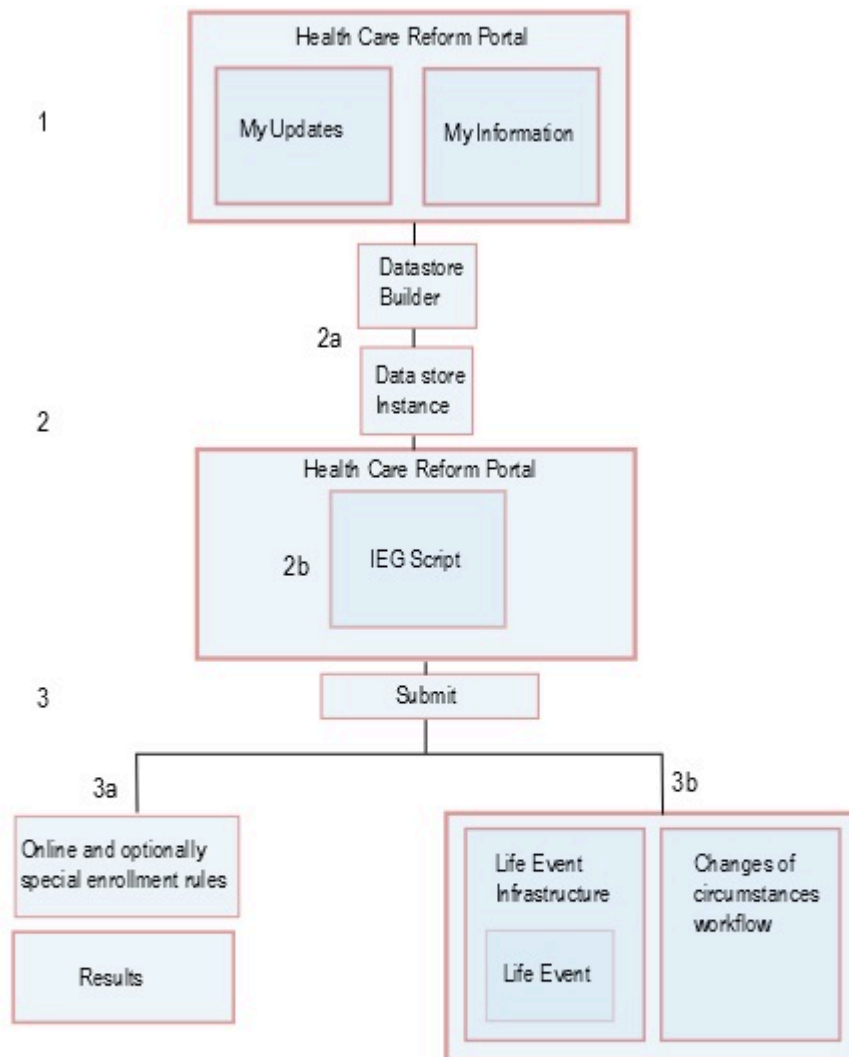 Health Care Reform Portal
1
My Updates
My Information
Datastore
Builder
2a
Data store
Instance
2
Health Care Reform Portal
2b
IEG Script
3
Submit
3a
3b
Online and optionally
special enrollment rules
Results
Life Event
Infrastructure
Life Event
Changes of
circumstances
workflow